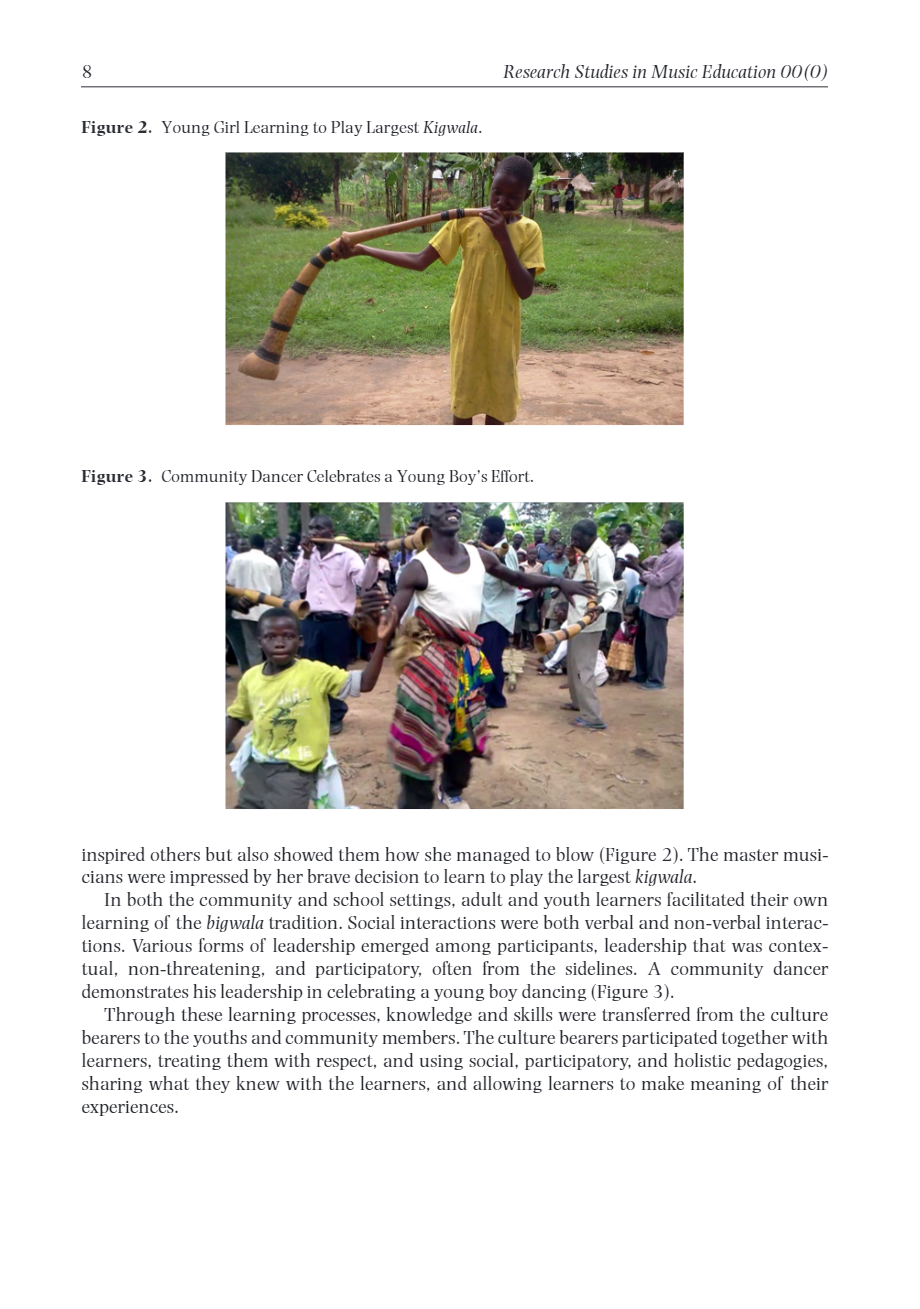 8
Research Studies in Music Education 00(0)
Figure 2. Young Girl Learning to Play Largest Kigwala.
Figure 3. Community Dancer Celebrates a Young Boy's Effort.
inspired others but also showed them how she managed to blow (Figure 2). The master musi-
cians were impressed by her brave decision to learn to play the largest kigwala.
In both the community and school settings, adult and youth learners facilitated their own
learning of the bigwala tradition. Social interactions were both verbal and non-verbal interac-
tions. Various forms of leadership emerged among participants, leadership that was contex-
tual, non-threatening, and participatory, often from the sidelines. A community dancer
demonstrates his leadership in celebrating a young boy dancing (Figure 3).
Through these learning processes, knowledge and skills were transferred from the culture
bearers to the youths and community members. The culture bearers participated together with
learners, treating them with respect, and using social, participatory, and holistic pedagogies,
sharing what they knew with the learners, and allowing learners to make meaning of their
experiences.